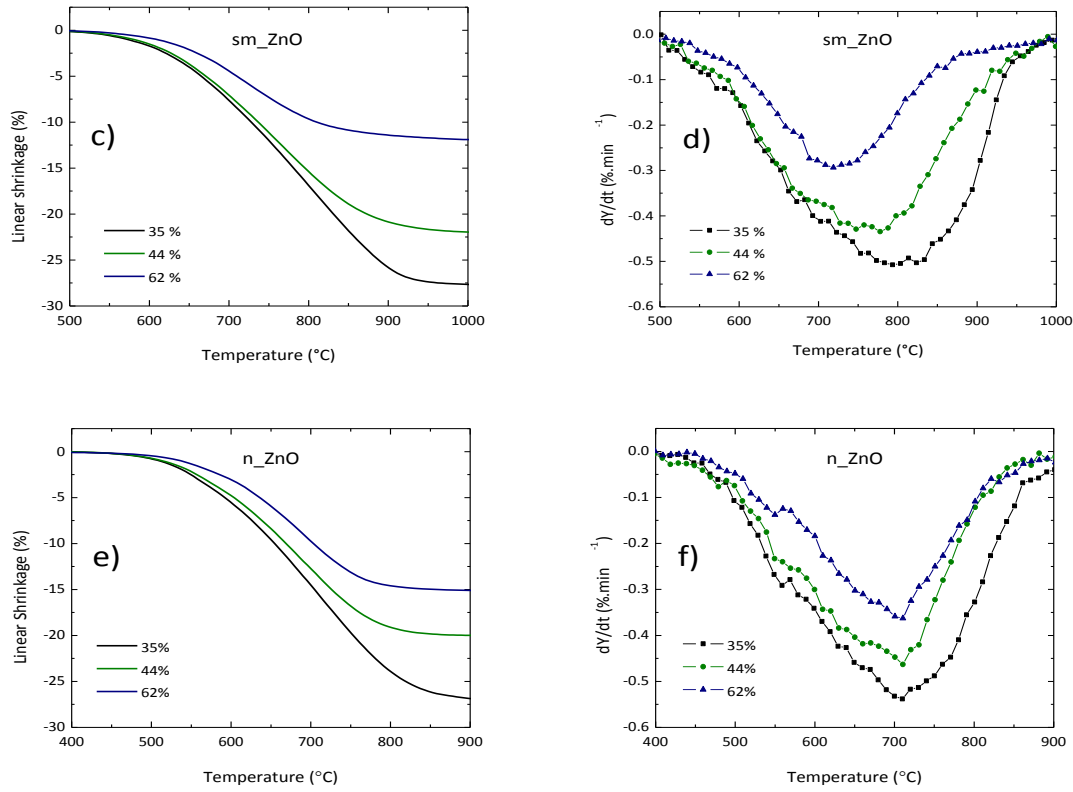 sm_ZnO
c)
Linear shrinkage (%)
0
-5
-10
-15
-20
-25
-30
35 %
44 %
62 %
500 600 700 800 900 1000
Temperature (°C)
sm_ZnO
d)
dY/dt (%.min -1)
0.0
-0.1
-0.2
-0.3
-0.4
-0.5
-0.6
35 %
44 %
62 %
500 600 700 800 900 1000
Temperature (°C)
n_ZnO
e)
Linear Shrinkage (%)
0
-5
-10
-15
-20
-25
-30
35%
44%
62%
400 500 600 700 800 900
Temperature (°C)
n_ZnO
f)
dY/dt (%.min -1)
0.0
-0.1
-0.2
-0.3
-0.4
-0.5
-0.6
35%
44%
62%
400 500 600 700 800 900
Temperature (°C)